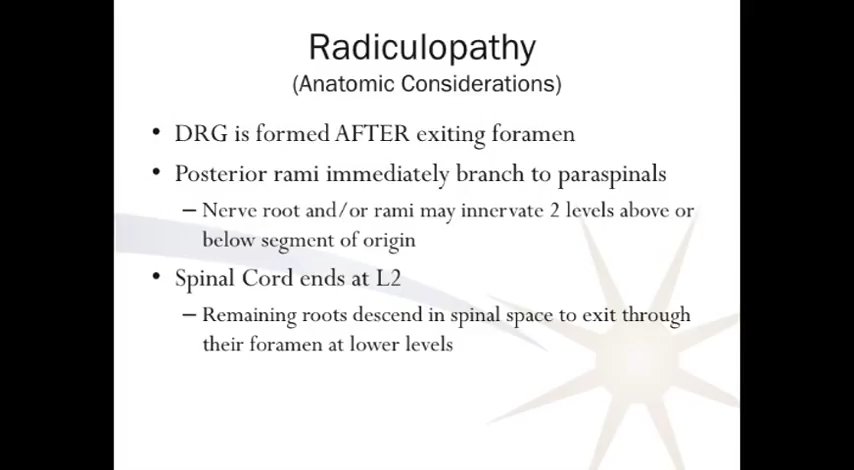 Radiculopathy
(Anatomic Considerations)
• DRG is formed AFTER exiting foramen
• Posterior rami immediately branch to paraspinals
– Nerve root and/or rami may innervate 2 levels above or
below segment of origin
• Spinal Cord ends at L2
– Remaining roots descend in spinal space to exit through
their foramen at lower levels